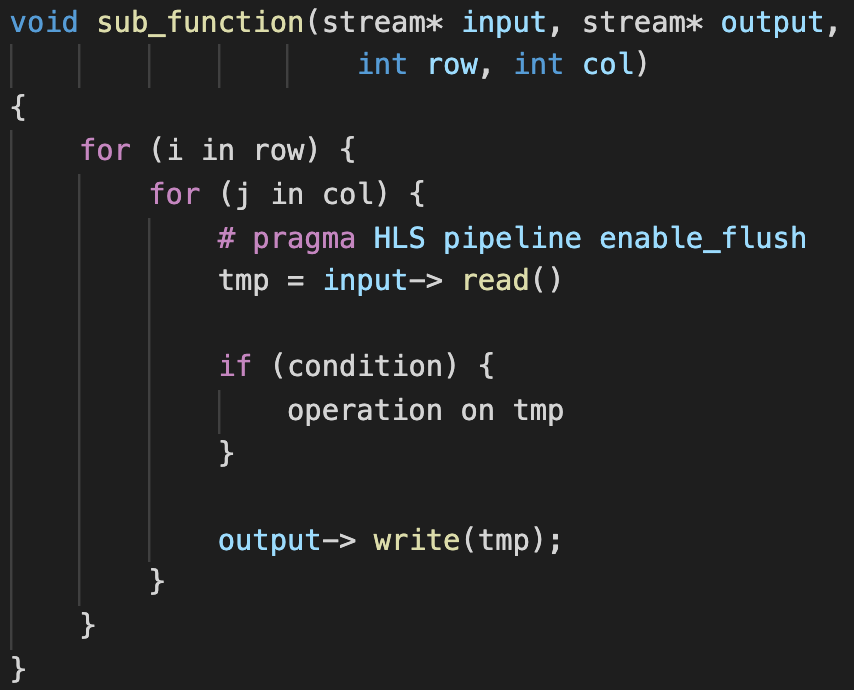 void sub_function(stream* input, stream* output,
int row, int col)
{
for (i in row) {
for (j in col) {
# pragma HLS pipeline enable_flush
tmp = input-> read()
if (condition) {
operation on tmp
}
output-> write(tmp);
}
}
}